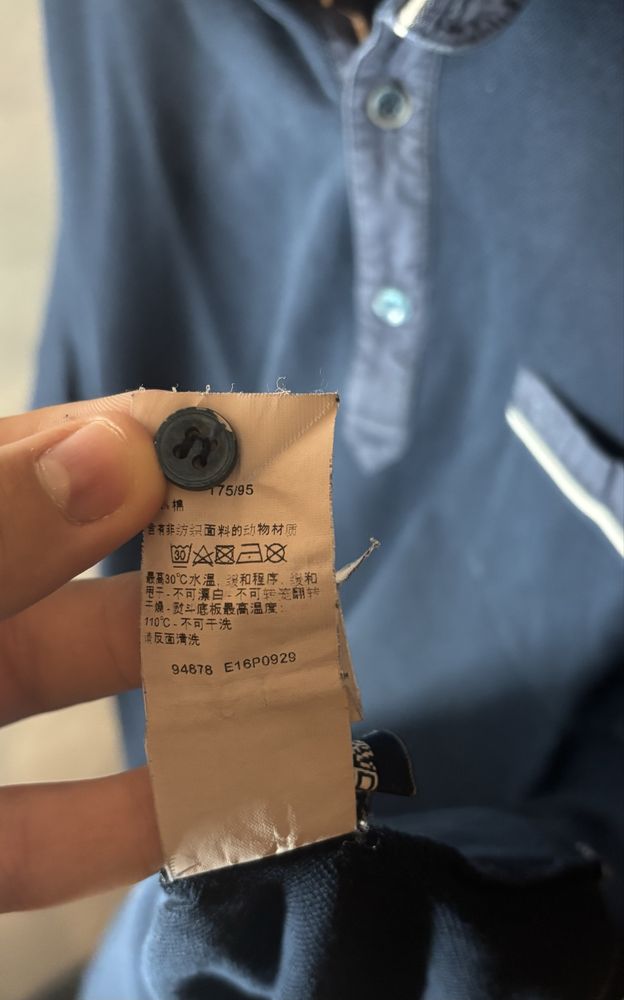 175/95
棉
含有非纺织面料的动物材质
30
最高30℃水温, 缓和程序, 缓和
甩干 - 不可漂白 - 不可转笼翻转
干燥 - 熨斗底板最高温度:
110℃ - 不可干洗
请反面清洗
94878 E16P0929